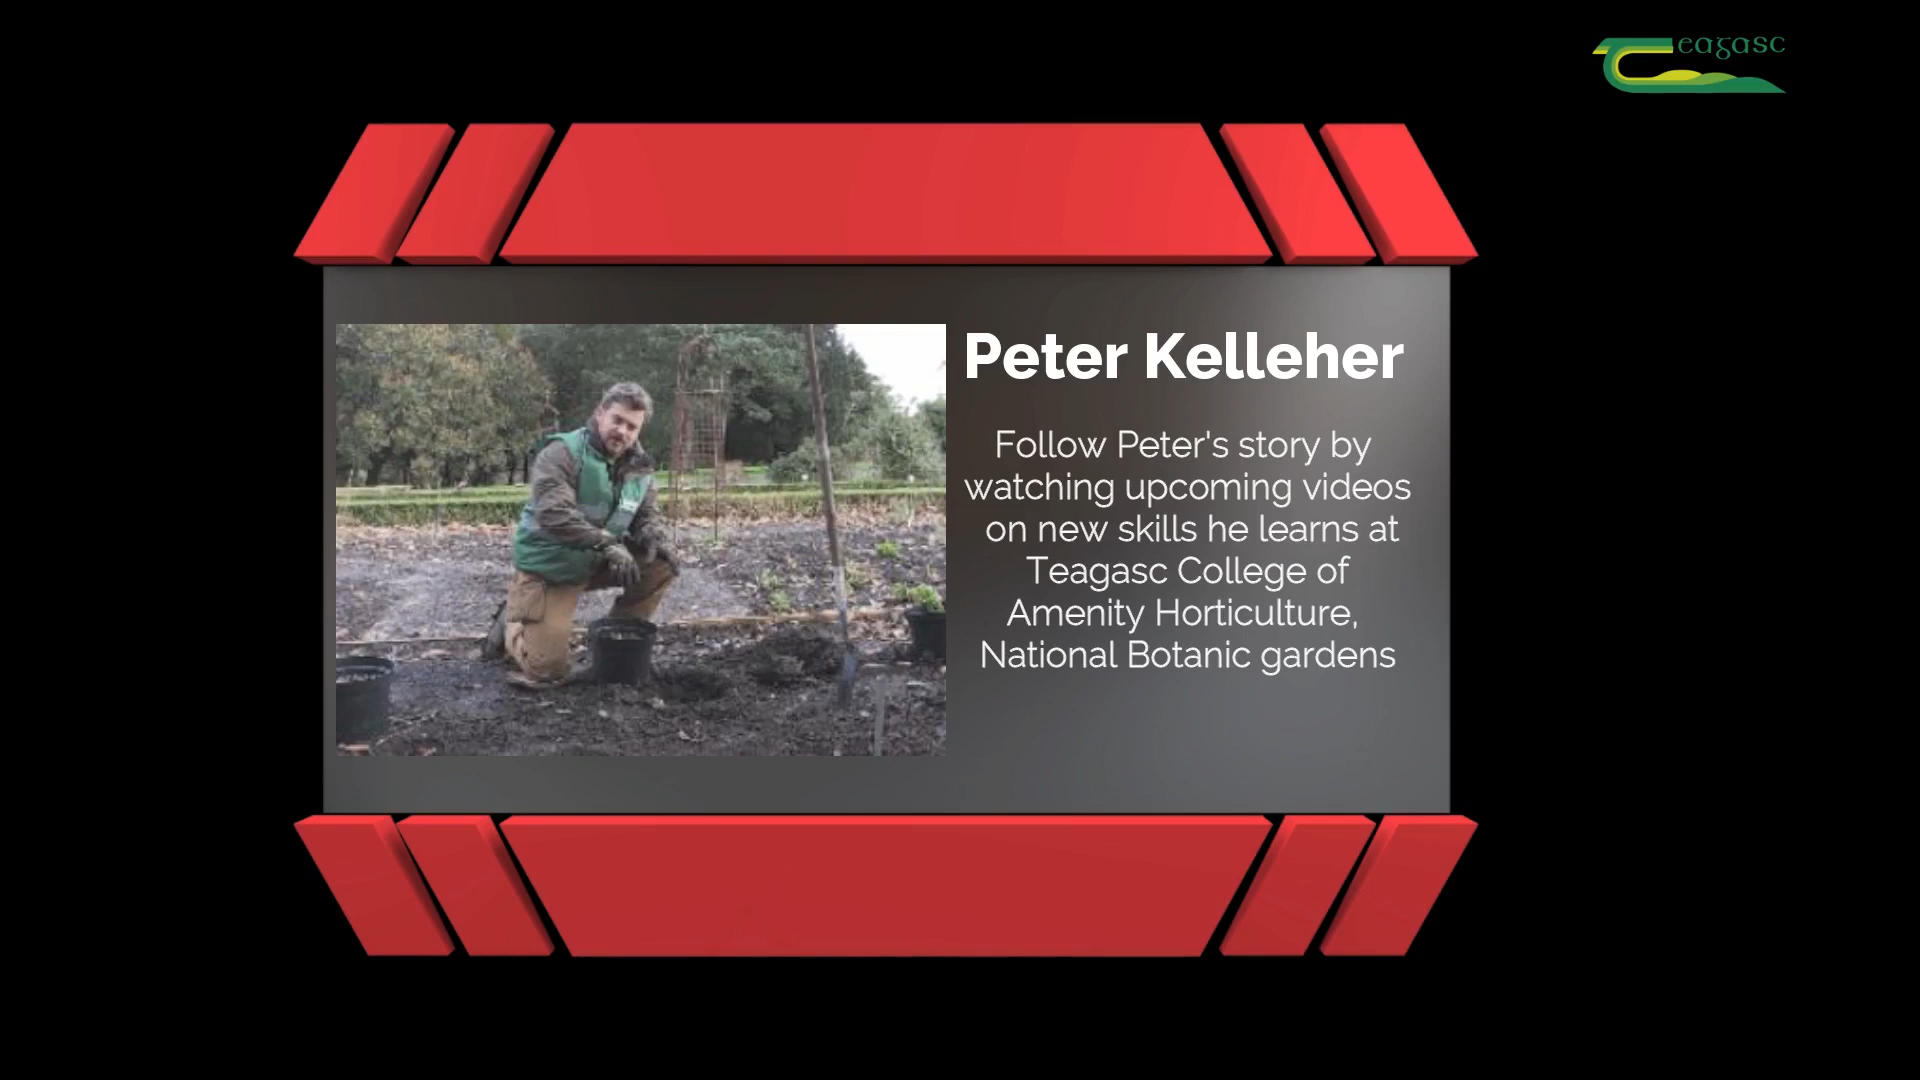 Teagasc
Peter Kelleher
Follow Peter's story by
watching upcoming videos
on new skills he learns at
Teagasc College of
Amenity Horticulture,
National Botanic gardens